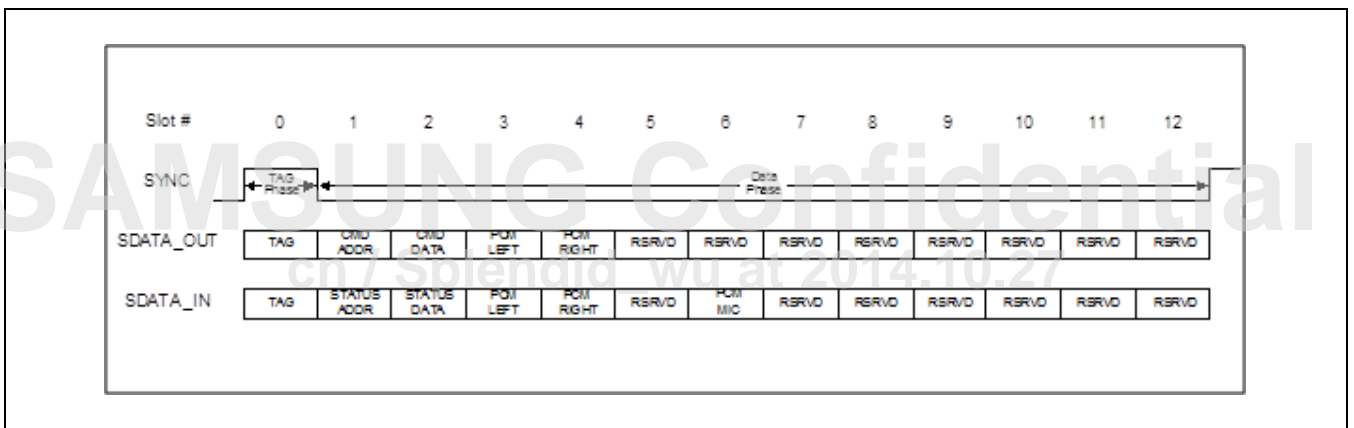 Slot # 0 1 2 3 4 5 6 7 8 9 10 11 12
SAMSUNG Confidential
SYNC TAG Phase Data Phase
SDATA_OUT TAG CMD ADDR CMD DATA PCM LEFT PCM RIGHT RSRVD RSRVD RSRVD RSRVD RSRVD RSRVD RSRVD RSRVD
cn / Splendid_wu at 2014.10.27
SDATA_IN TAG STATUS ADDR STATUS DATA PCM LEFT PCM RIGHT RSRVD PCM MIC RSRVD RSRVD RSRVD RSRVD RSRVD RSRVD